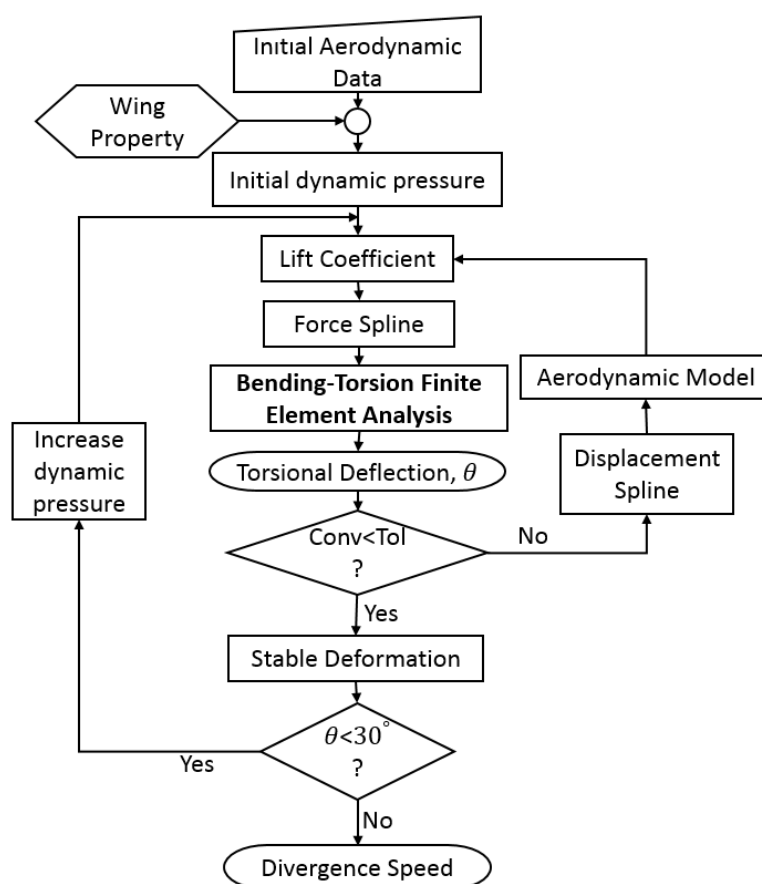 Initial Aerodynamic
Data
Wing
Property
Initial dynamic pressure
Lift Coefficient
Force Spline
Bending-Torsion Finite
Element Analysis
Aerodynamic Model
Increase
dynamic
pressure
Torsional Deflection, θ
Displacement
Spline
Conv<Tol
?
No
Yes
Stable Deformation
θ<30°
?
Yes
No
Divergence Speed